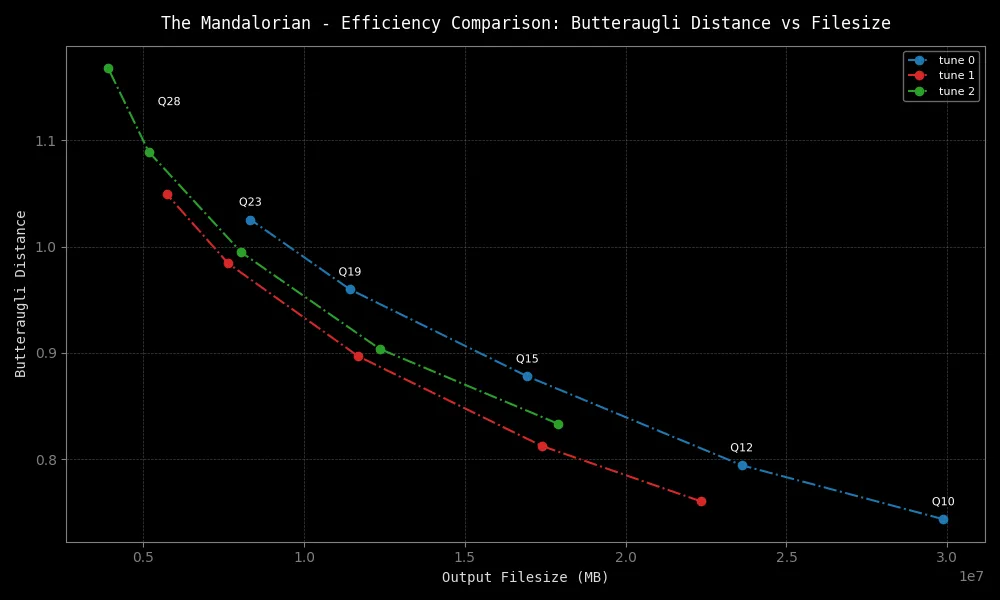 The Mandalorian - Efficiency Comparison: Butteraugli Distance vs Filesize
tune 0
tune 1
tune 2
Q28
Q23
Q19
Q15
Q12
Q10
1.1
1.0
0.9
0.8
Butteraugli Distance
0.5
1.0
1.5
2.0
2.5
3.0
1e7
Output Filesize (MB)